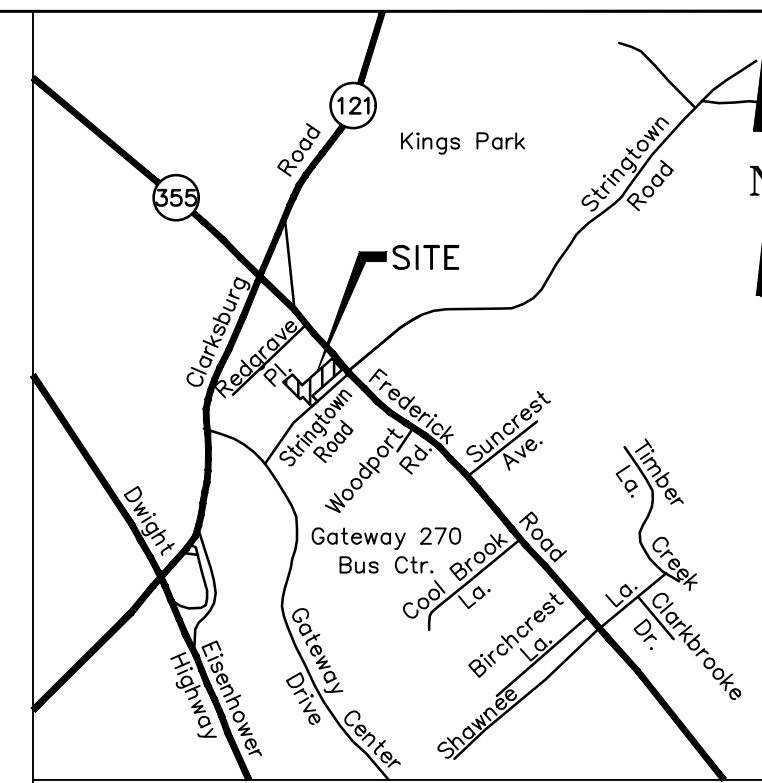 121
Road
Kings Park
Stringtown
Road
N
355
SITE
Clarksburg
Redgrave
Pl.
Frederick
Road
Stringtown
Road
Woodport
Rd.
Suncrest
Ave.
Timber
La.
Creek
Dwight
Gateway 270
Bus Ctr.
Cool Brook
La.
Birchcrest
La.
La.
Shawnee
Clarkbrooke
Dr.
Eisenhower
Highway
Gateway
Drive
Center